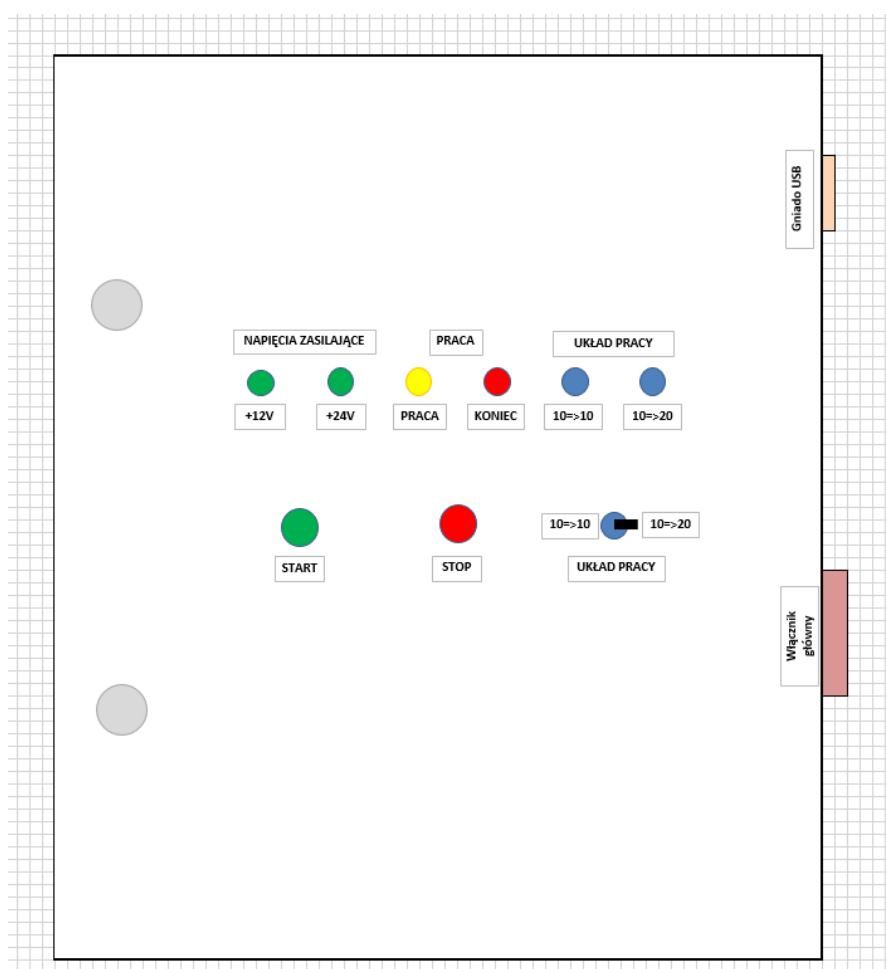 Gniado USB
NAPIĘCIA ZASILAJĄCE
PRACA
UKŁAD PRACY
+12V
+24V
PRACA
KONIEC
10=>10
10=>20
10=>10
10=>20
START
STOP
UKŁAD PRACY
Włącznik
główny